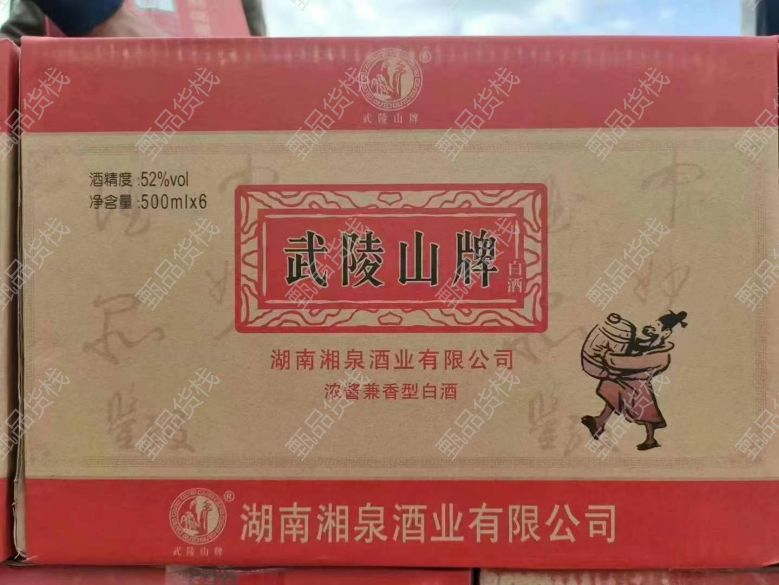 武陵山牌
酒精度:52%vol
净含量:500mlx6
武陵山牌
白酒
湖南湘泉酒业有限公司
浓酱兼香型白酒
湖南湘泉酒业有限公司
武陵山牌
甄品货栈